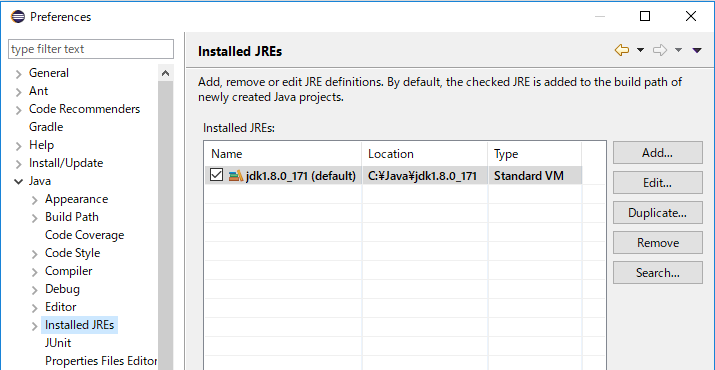 Preferences
type filter text
General
Ant
Code Recommenders
Gradle
Help
Install/Update
Java
Appearance
Build Path
Code Coverage
Code Style
Compiler
Debug
Editor
Installed JREs
JUnit
Properties Files Editor
Installed JREs
Add, remove or edit JRE definitions. By default, the checked JRE is added to the build path of
newly created Java projects.
Installed JREs:
Name Location Type
jdk1.8.0_171 (default) C:¥Java¥jdk1.8.0_171 Standard VM
Add...
Edit...
Duplicate...
Remove
Search...